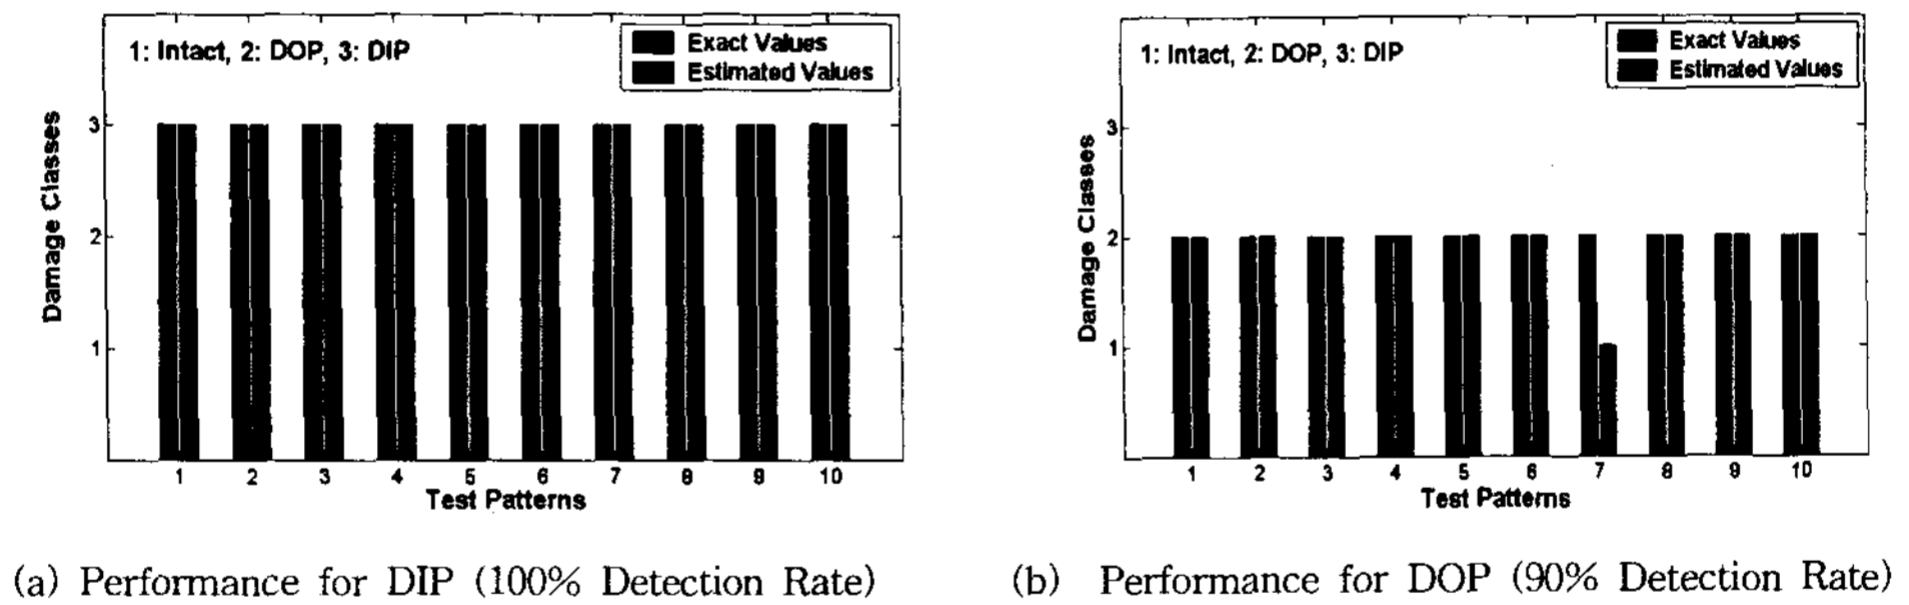 1: Intact, 2: DOP, 3: DIP
Exact Values
Estimated Values
Damage Classes
3
2
1
1 2 3 4 5 6 7 8 9 10
Test Patterns
(a) Performance for DIP (100% Detection Rate)
1: Intact, 2: DOP, 3: DIP
Exact Values
Estimated Values
Damage Classes
3
2
1
1 2 3 4 5 6 7 8 9 10
Test Patterns
(b) Performance for DOP (90% Detection Rate)